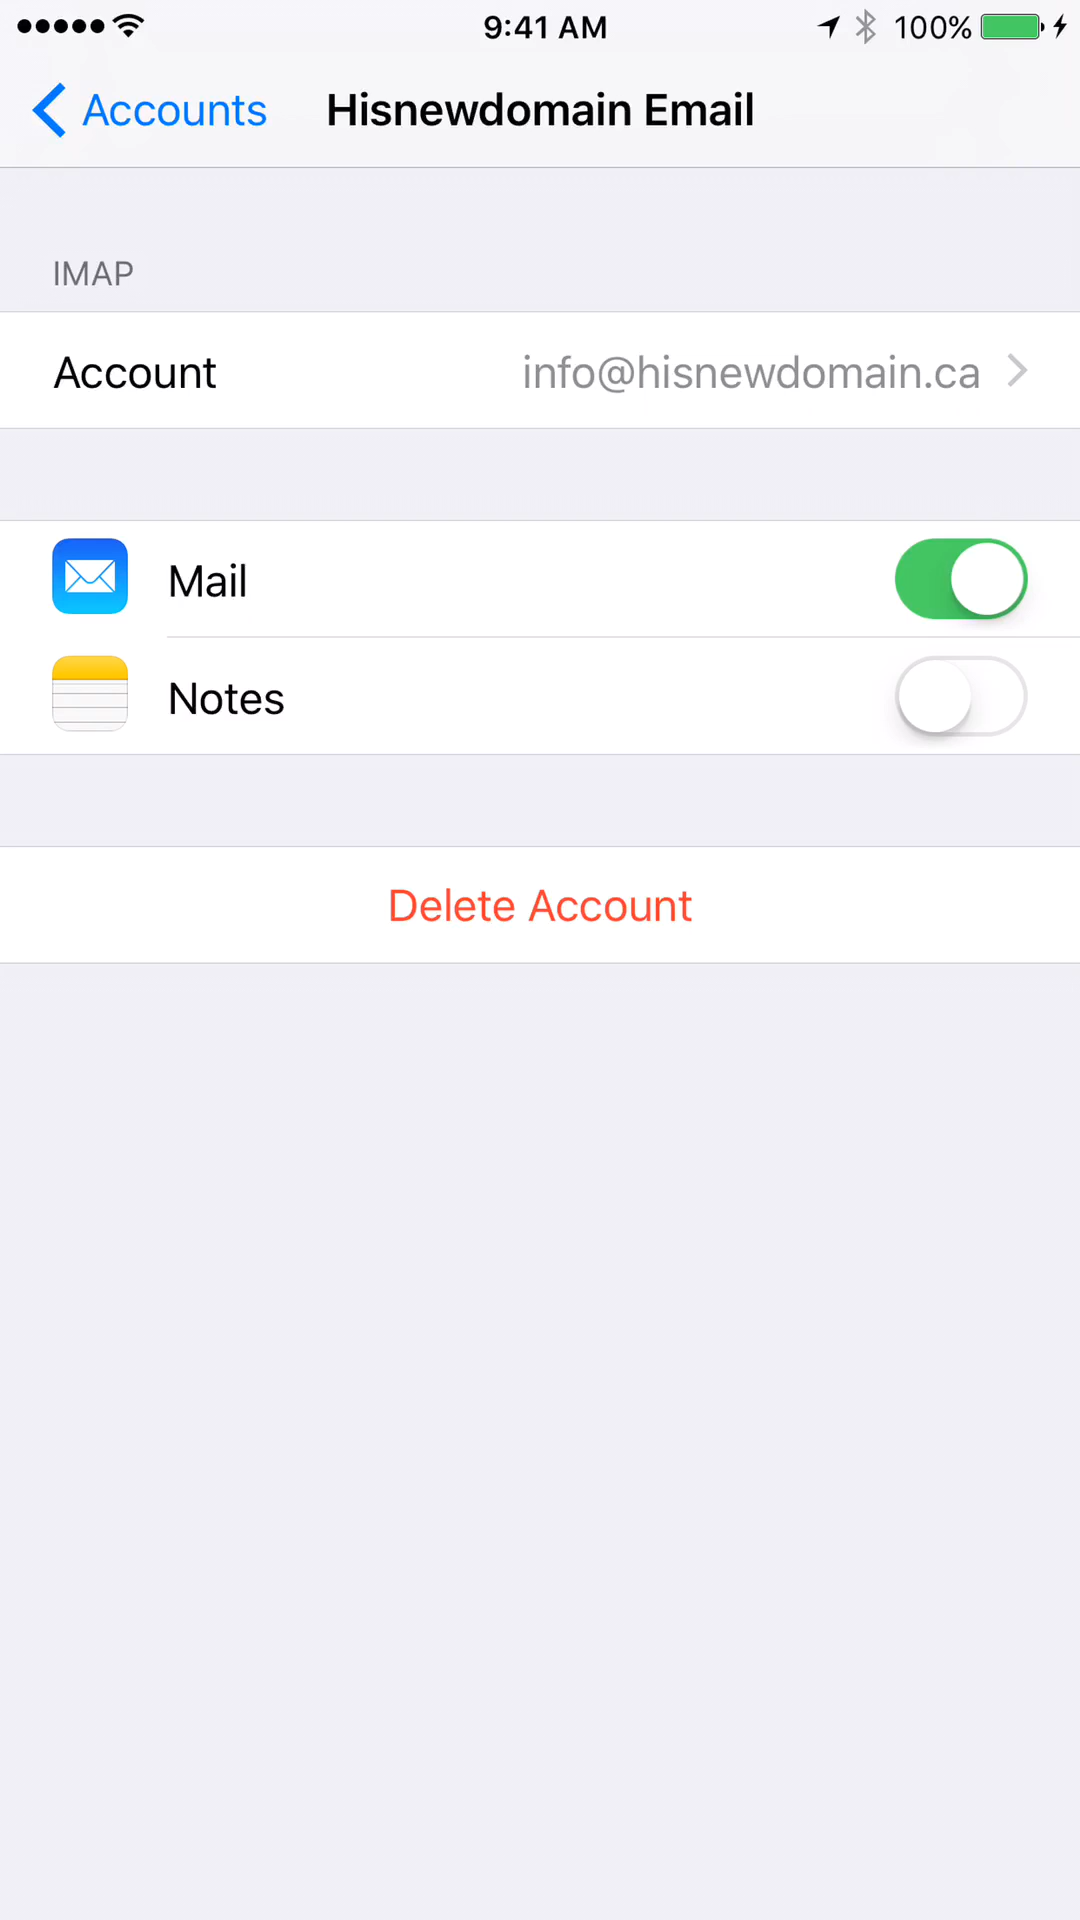 9:41 AM 100%
Accounts Hisnewdomain Email
IMAP
Account info@hisnewdomain.ca
Mail
Notes
Delete Account